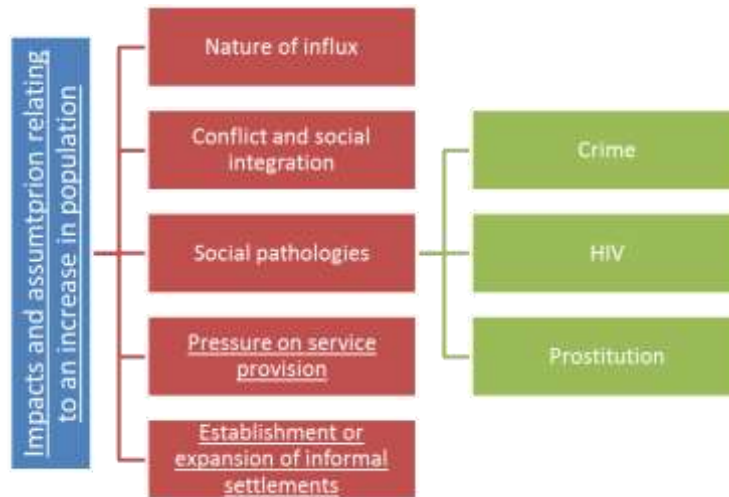 Impacts and assumtprion relating
to an increase in population
Nature of influx
Conflict and social
integration
Social pathologies
Pressure on service
provision
Establishment or
expansion of informal
settlements
Crime
HIV
Prostitution